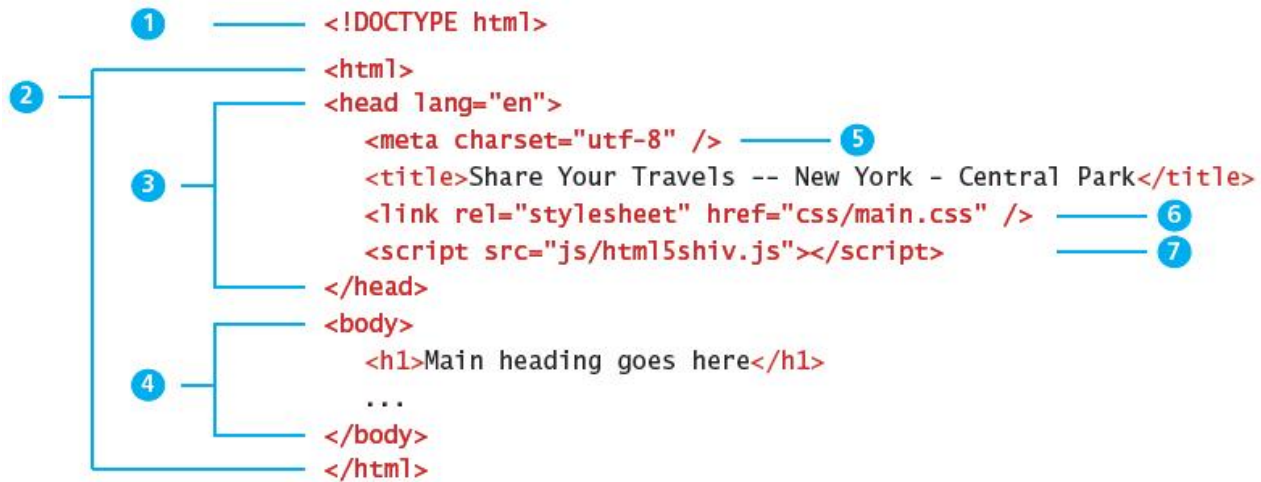 1 <!DOCTYPE html>
<html>
2 <head lang="en">
<meta charset="utf-8" /> 5
3 <title>Share Your Travels -- New York - Central Park</title>
<link rel="stylesheet" href="css/main.css" /> 6
<script src="js/html5shiv.js"></script> 7
</head>
<body>
<h1>Main heading goes here</h1>
4 ...
</body>
</html>